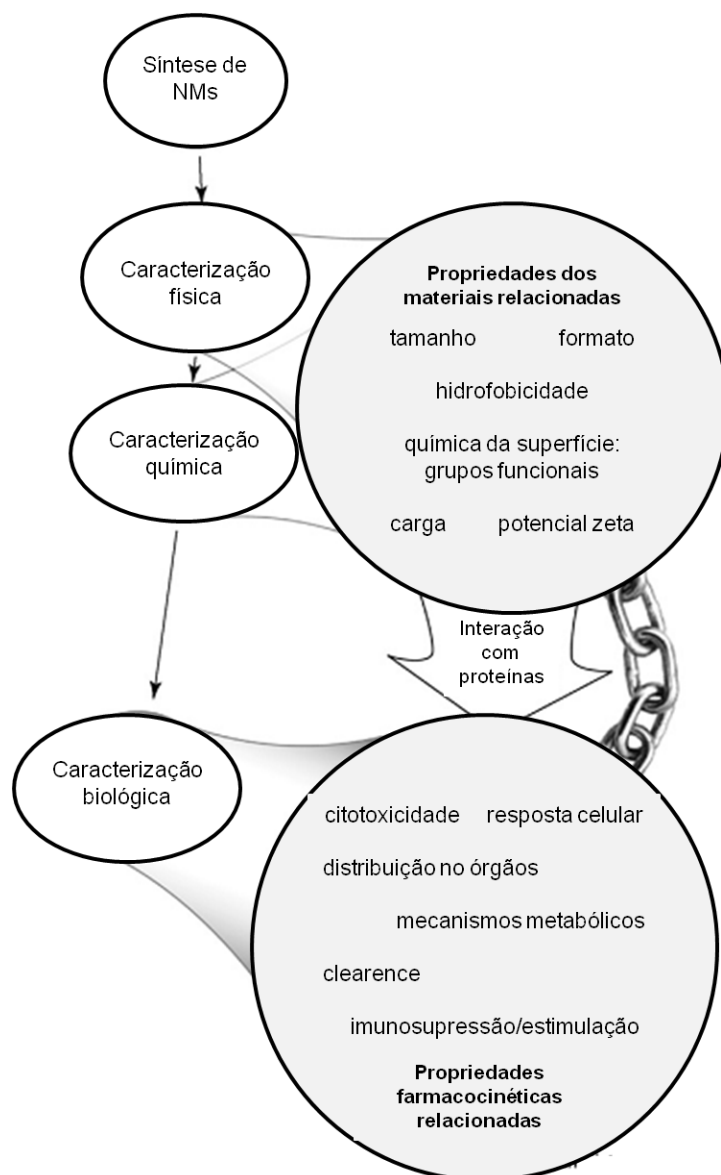 Síntese de
NMs
Caracterização
física
Propriedades dos
materiais relacionadas
tamanho formato
hidrofobicidade
química da superfície:
grupos funcionais
carga potencial zeta
Caracterização
química
Interação
com
proteínas
Caracterização
biológica
citotoxicidade resposta celular
distribuição no órgãos
mecanismos metabólicos
clearence
imunosupressão/estimulação
Propriedades
farmacocinéticas
relacionadas